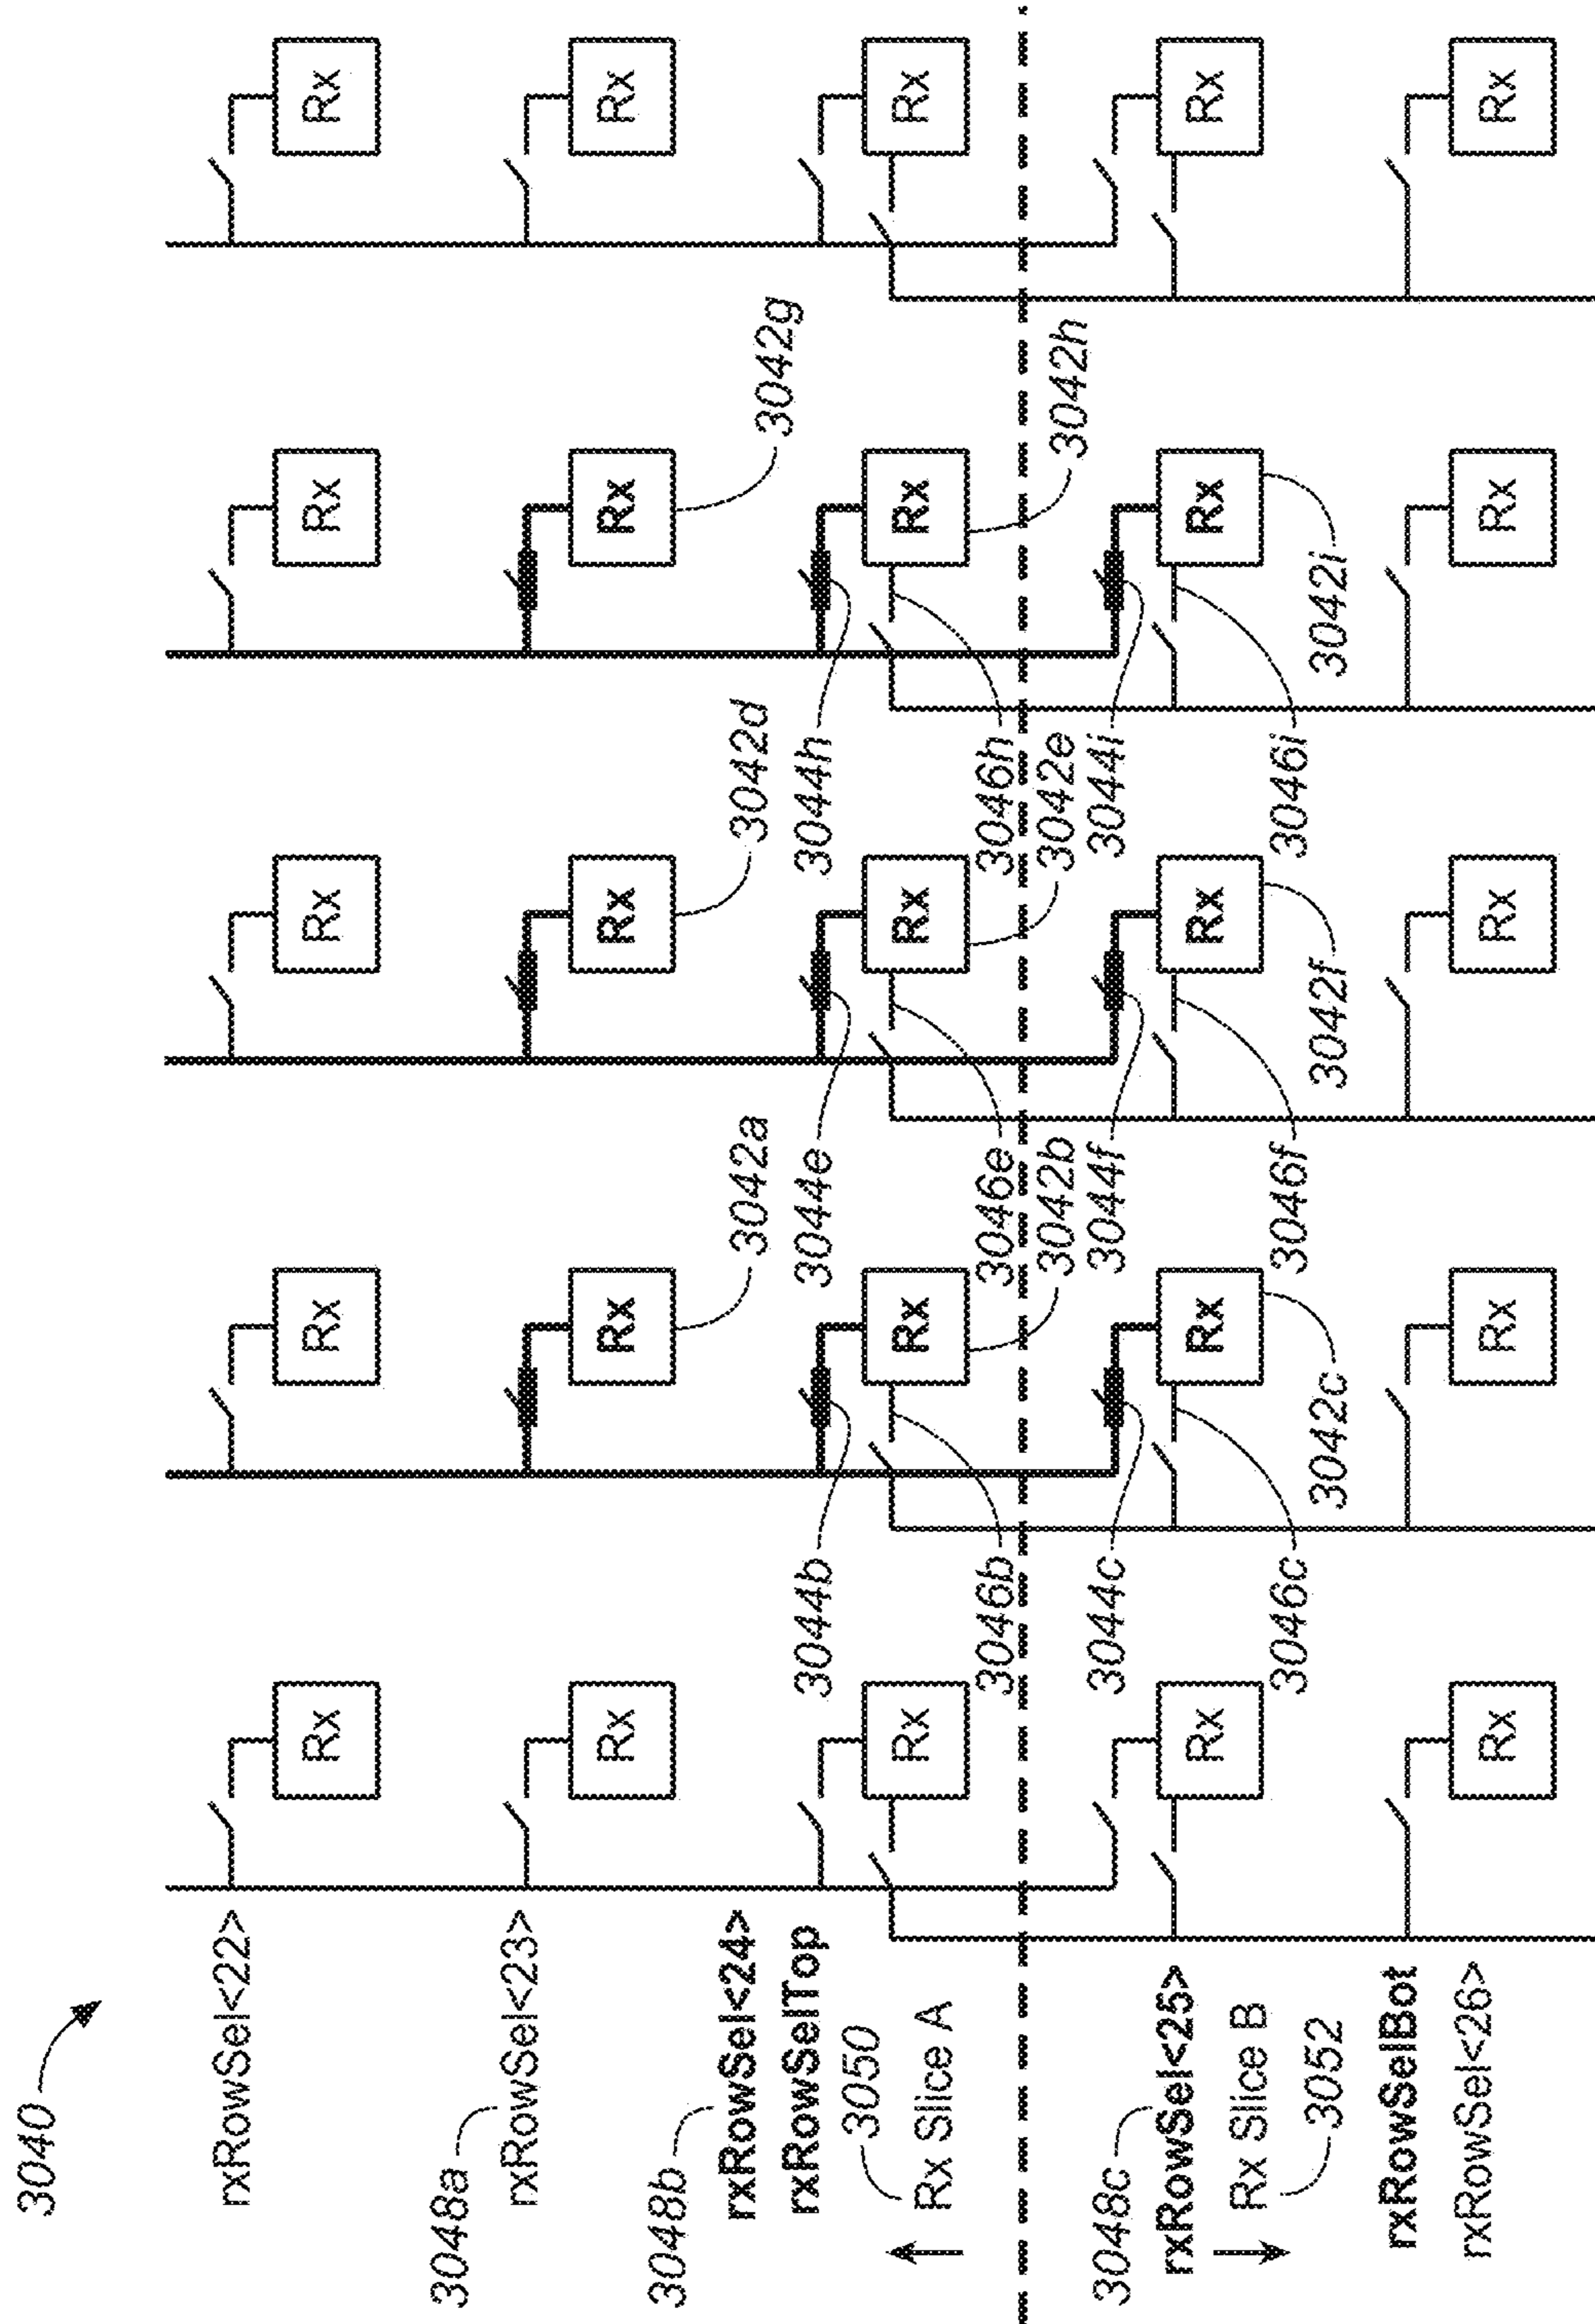 3040
rxRowSel<22>
Rx Rx Rx Rx Rx
3048a
rxRowSel<23>
Rx Rx Rx Rx Rx
3048b
rxRowSel<24> 3042a 3042d 3042g
rxRowSelTop 3044b 3044e 3044h
3050
Rx Rx Rx Rx Rx
Rx Slice A
3046b 3046e 3046h
3042b 3042e 3042h
3048c 3044c 3044f 3044i
rxRowSel<25>
Rx Rx Rx Rx Rx
Rx Slice B
3046c 3046f 3046i
3052 3042c 3042f 3042i
rxRowSelBot
rxRowSel<26>
Rx Rx Rx Rx Rx